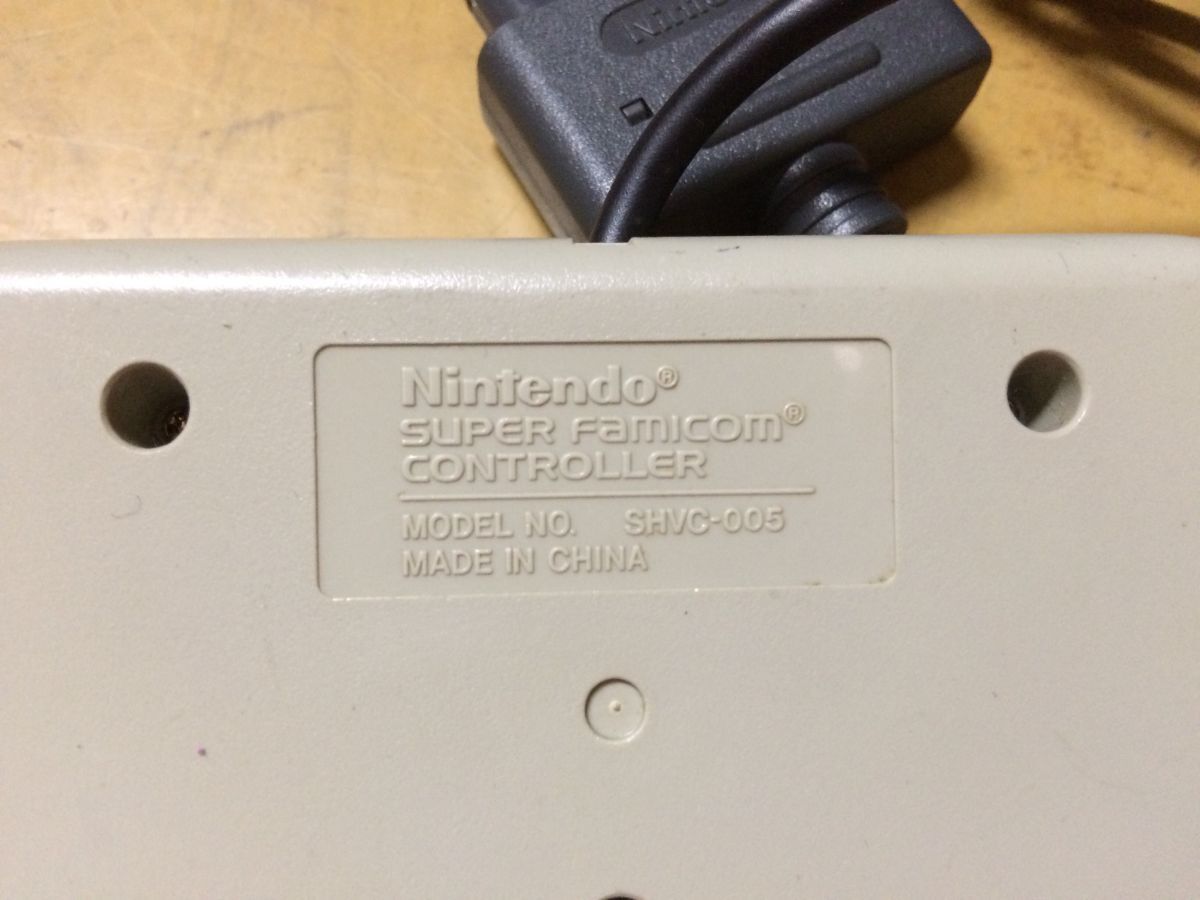 Nintendo®
SUPER Famicom®
CONTROLLER
MODEL NO. SHVC-005
MADE IN CHINA